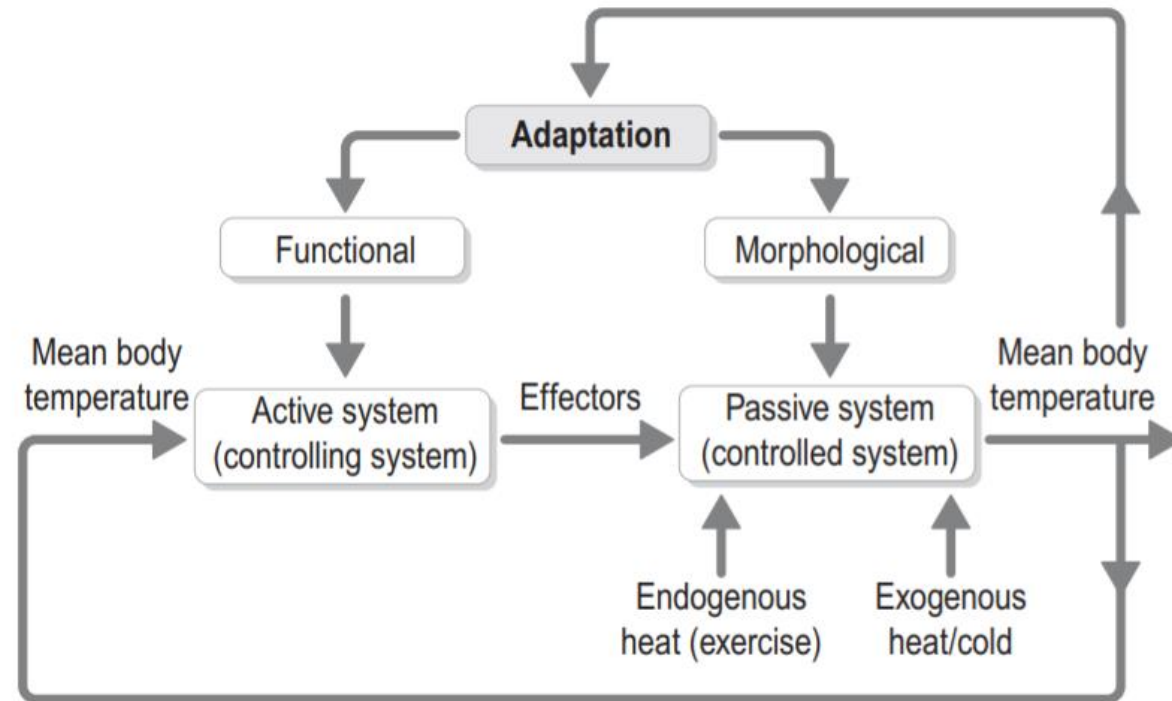 Adaptation
Functional
Morphological
Mean body
temperature
Active system
(controlling system)
Effectors
Passive system
(controlled system)
Mean body
temperature
Endogenous
heat (exercise)
Exogenous
heat/cold